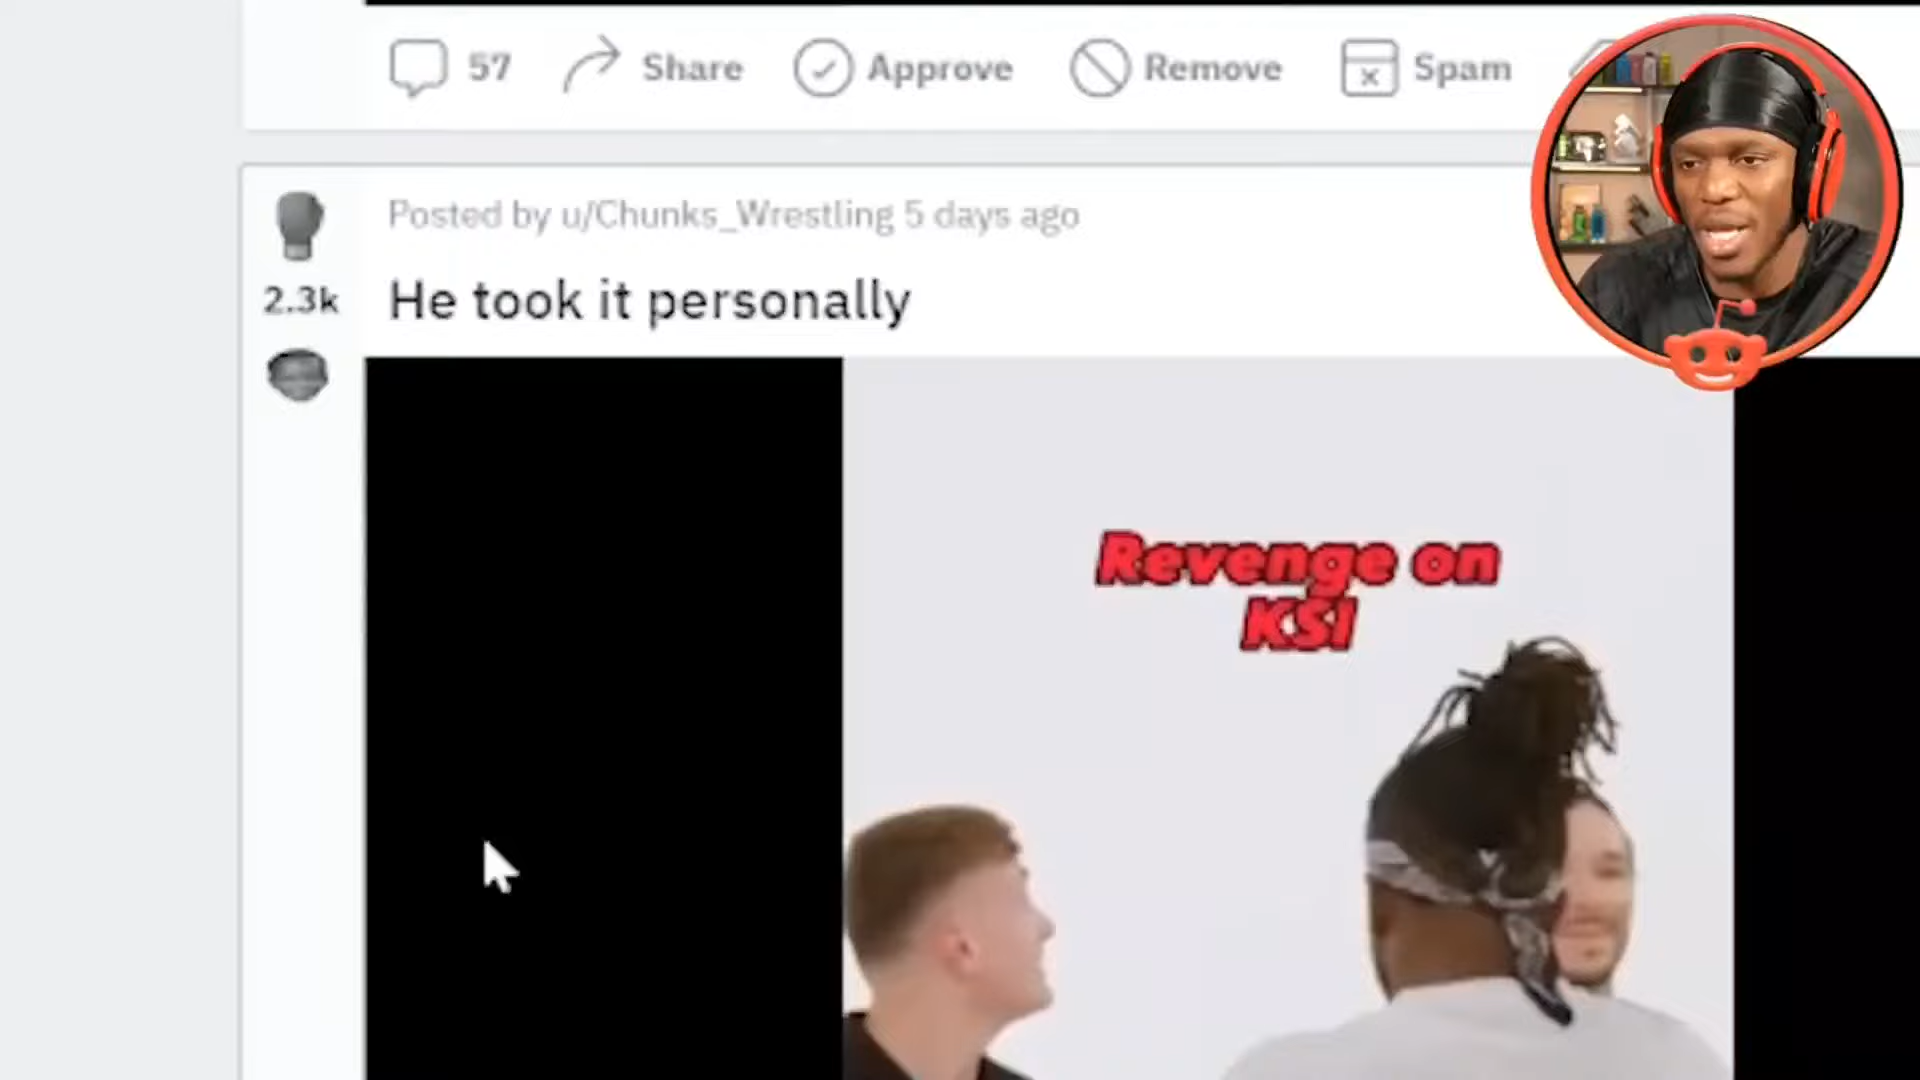 57 Share Approve Remove Spam
Posted by u/Chunks_Wrestling 5 days ago
2.3k He took it personally
Revenge on
KSI